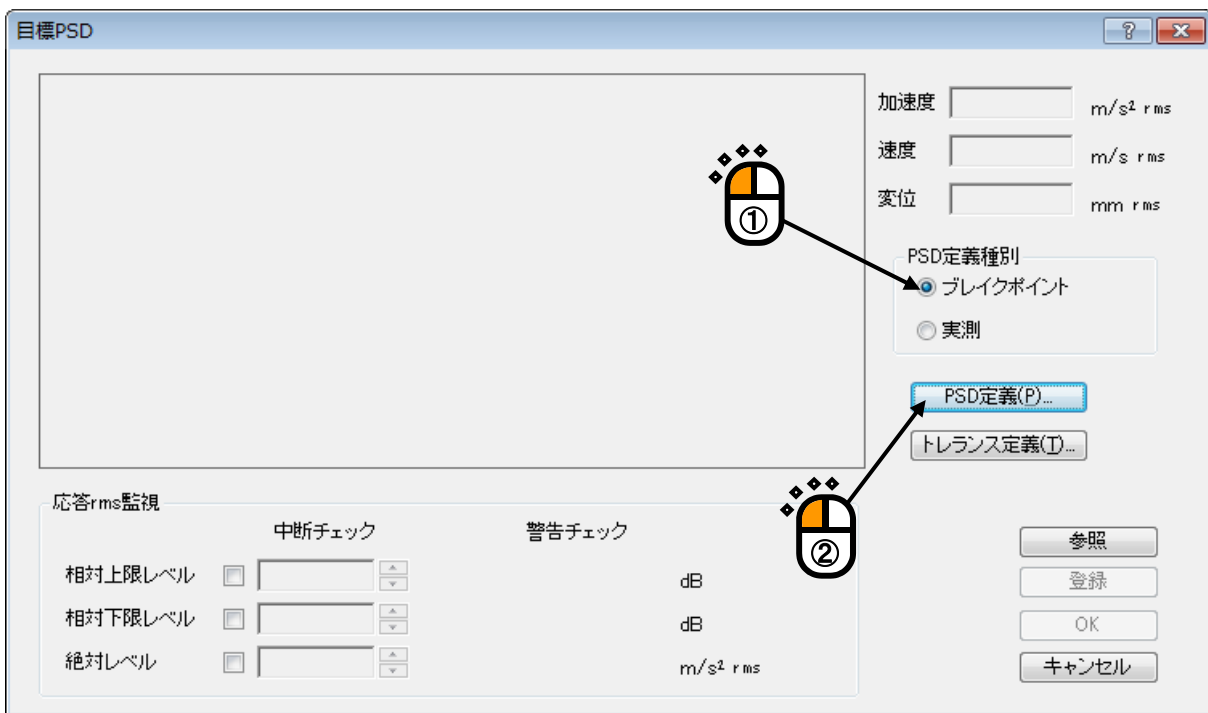 目標PSD
加速度 m/s² rms
速度 m/s rms
変位 mm rms
①
PSD定義種別
ブレイクポイント
実測
PSD定義(P)...
トレランス定義(T)...
②
応答rms監視
中断チェック 警告チェック
相対上限レベル dB
相対下限レベル dB
絶対レベル m/s² rms
参照
登録
OK
キャンセル